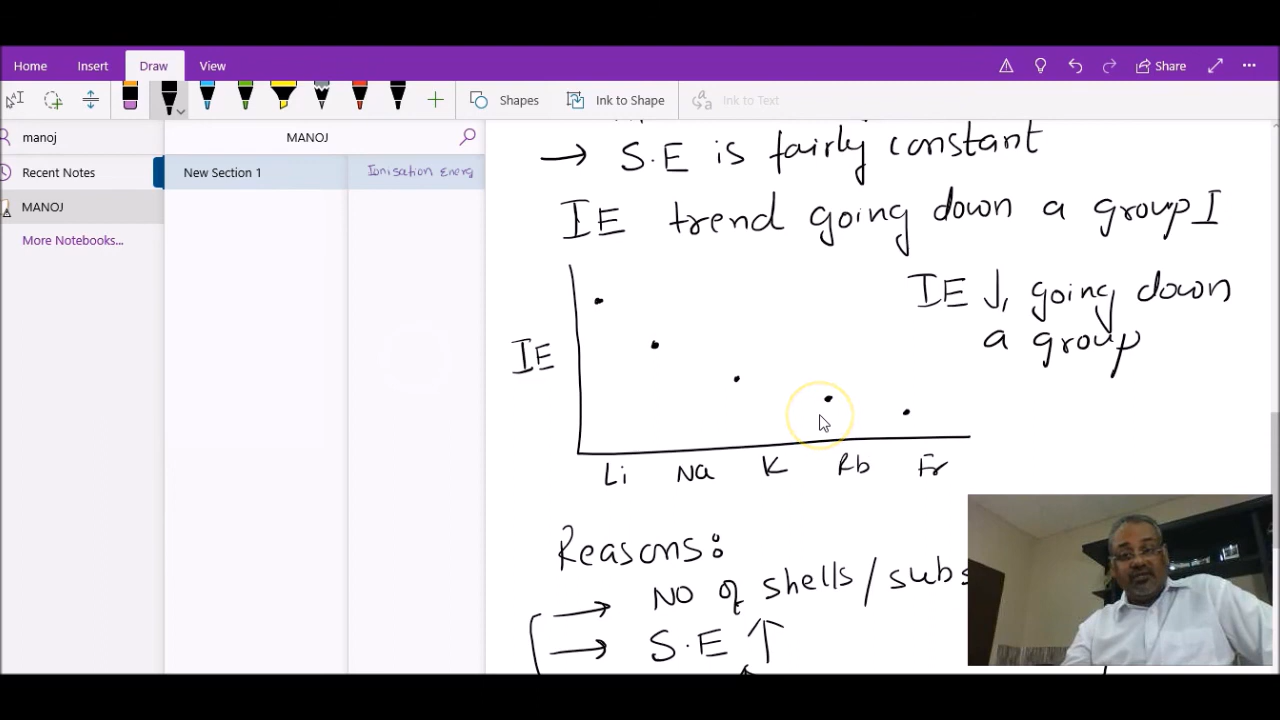 Home Insert Draw View Share
Shapes Ink to Shape Ink to Text
manoj MANOJ
Recent Notes New Section 1 Ionisation Energ
MANOJ
More Notebooks...
→ S.E is fairly constant
IE trend going down a group I
IE ↓, going down
a group
IE
Li Na K Rb Fr
Reasons:
→ NO of shells / subs
→ S.E ↑